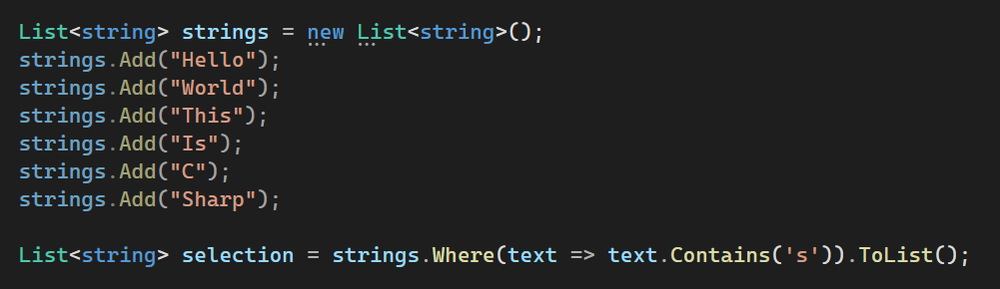 List<string> strings = new List<string>();
strings.Add("Hello");
strings.Add("World");
strings.Add("This");
strings.Add("Is");
strings.Add("C");
strings.Add("Sharp");
List<string> selection = strings.Where(text => text.Contains('s')).ToList();